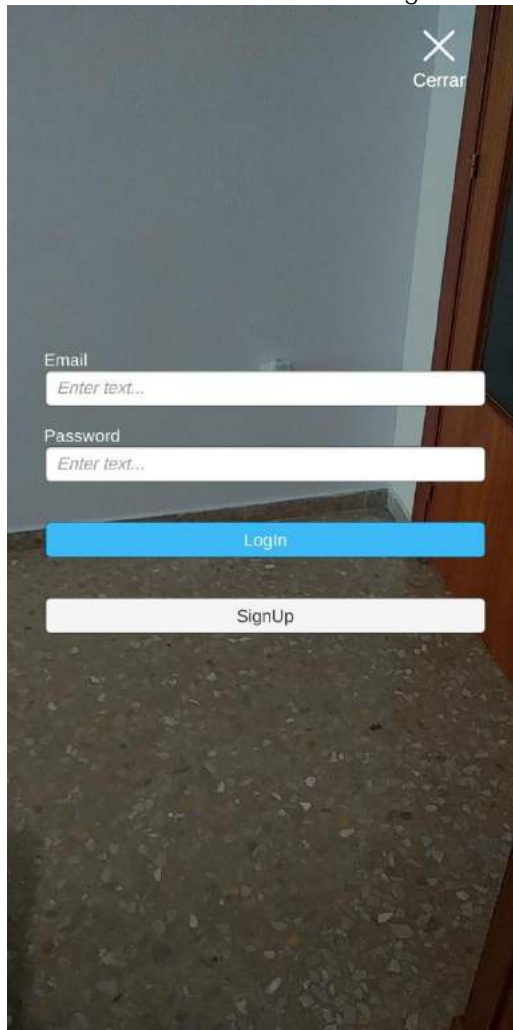 Cerrar
Email
Enter text...
Password
Enter text...
LogIn
SignUp